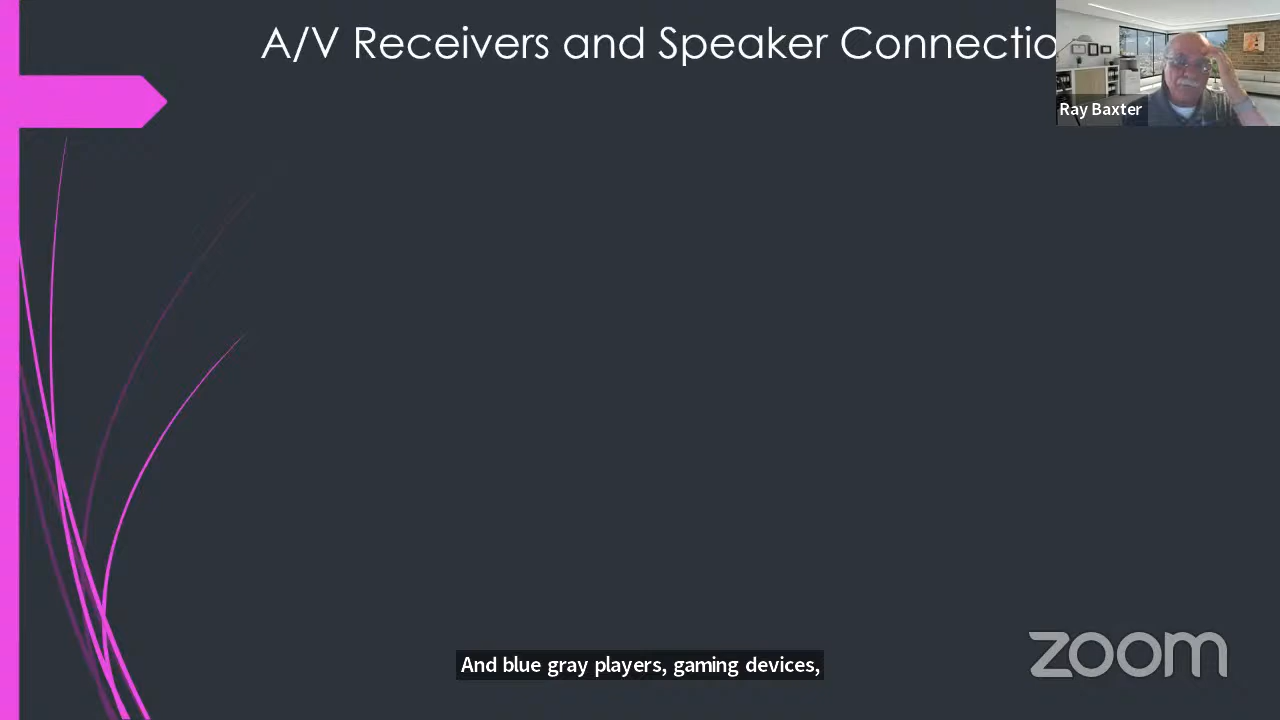 A/V Receivers and Speaker Connectio
Ray Baxter
And blue gray players, gaming devices,
zoom